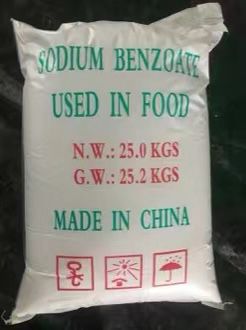 SODIUM BENZOATE
USED IN FOOD
N.W.: 25.0 KGS
G.W.: 25.2 KGS
MADE IN CHINA